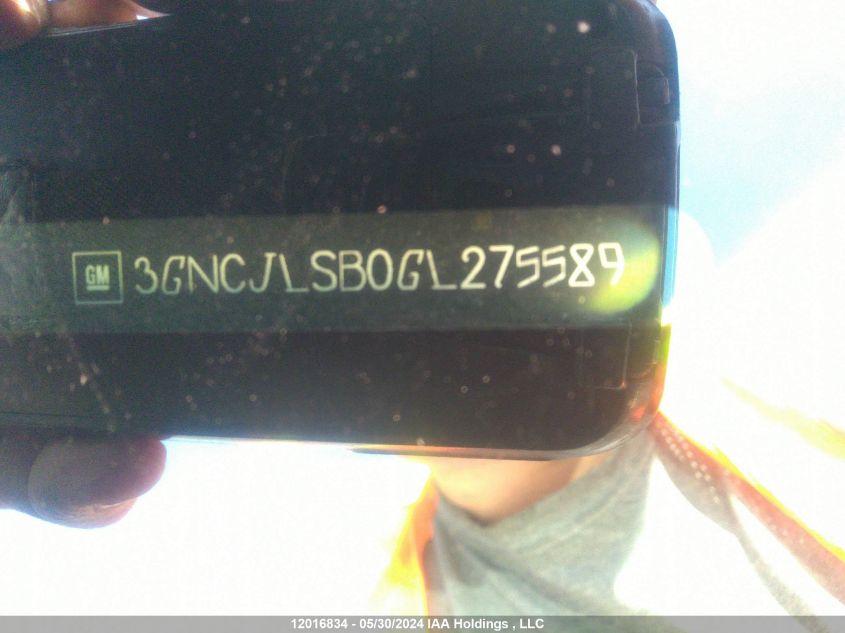 GM 3GNCJLSB0GL275589
12016834 - 05/30/2024 IAA Holdings , LLC